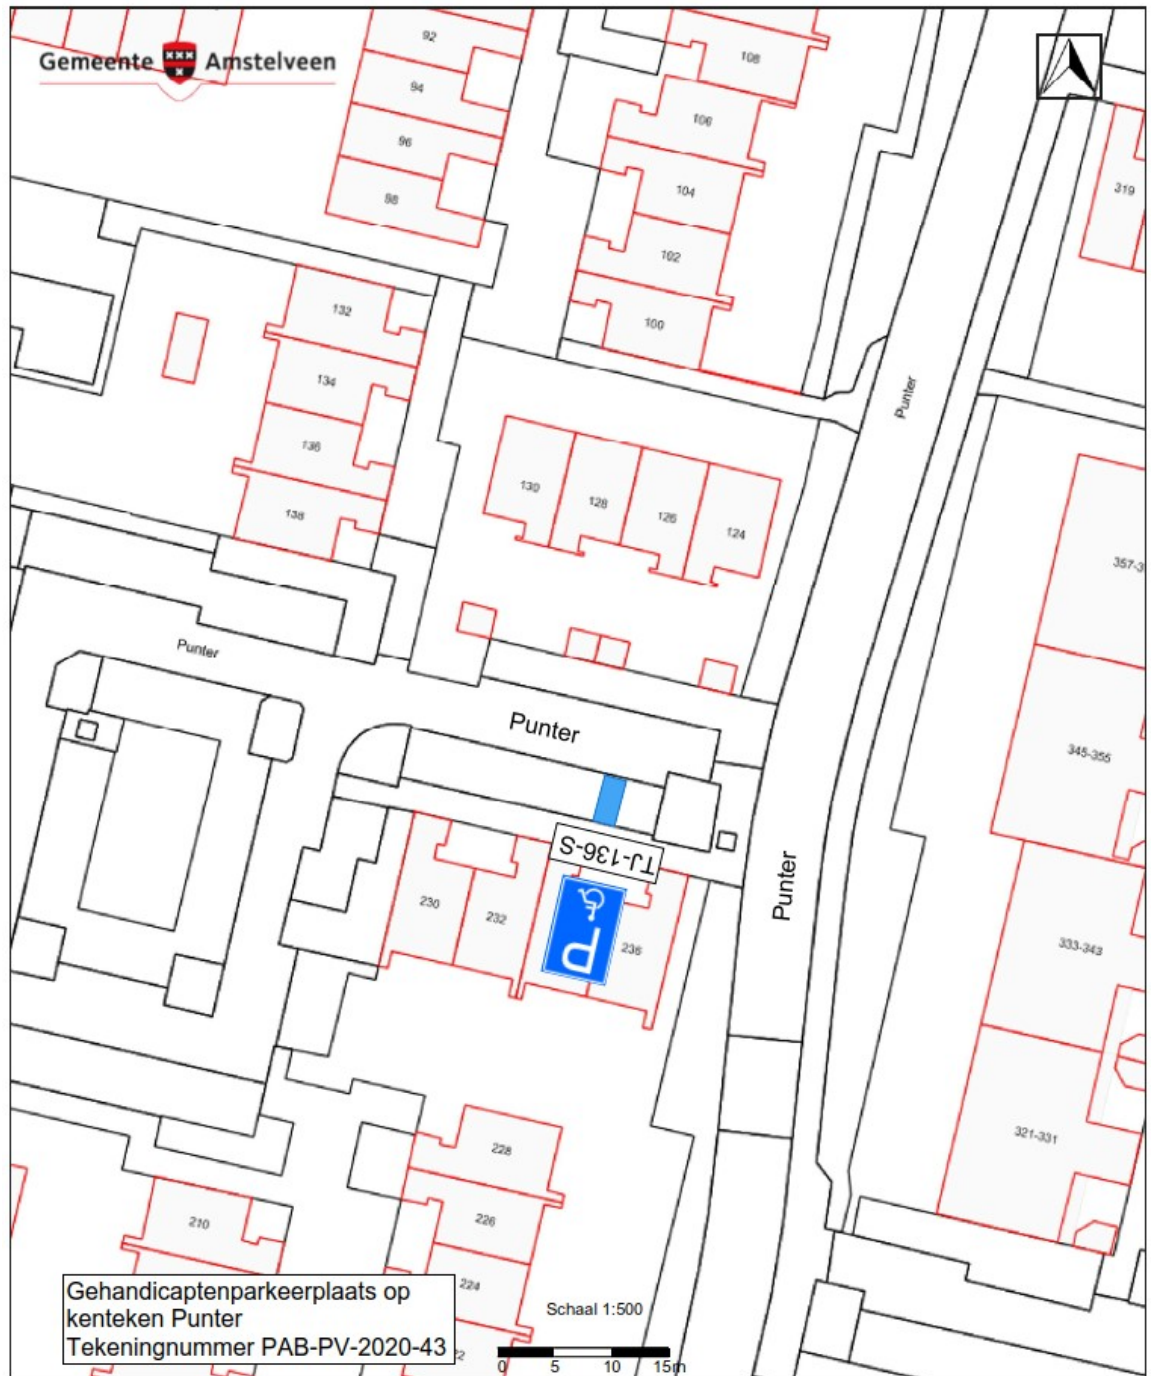 92
108
Gemeente Amstelveen
94
106
96
104
319
98
102
132
100
134
Punter
136
130
128
126
124
138
357-3
Punter
Punter
345-355
TJ-136-S
Punter
230
232
P
236
333-343
321-331
228
226
210
224
Gehandicaptenparkeerplaats op
kenteken Punter
Tekeningnummer PAB-PV-2020-43
Schaal 1:500
0 5 10 15m